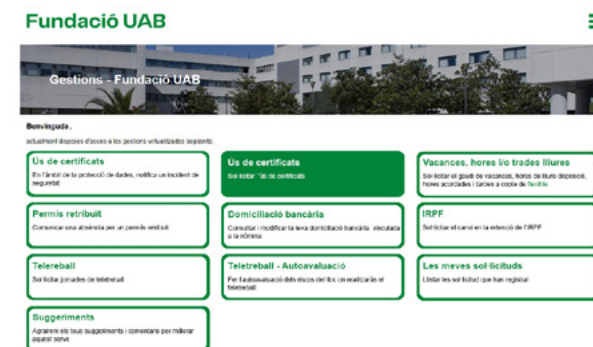 Fundació UAB
Gestions - Fundació UAB
Benvinguda,
actualment disposes d'accés a les gestions virtualitzades següents:
Ús de certificats
En l'àmbit de la protecció de dades, notifica un incident de
seguretat
Ús de certificats
Sol·licitar l'ús de certificats
Vacances, hores i/o trades lliures
Sol·licitar el gaudi de vacances, hores de lliure disposició,
hores acordades i tardes a compte de flexible
Permís retribuït
Comunicar una absència per un permís retribuït
Domiciliació bancària
Consultar i modificar la teva domiciliació bancària vinculada
a la nòmina
IRPF
Sol·licitar el canvi en la retenció de l'IRPF
Telereball
Sol·licitar jornades de teletreball
Teletreball - Autoavaluació
Fer l'autoavaluació dels riscos del lloc on realitzaràs el
teletreball
Les meves sol·licituds
Llistar les sol·licitud que has registrat
Suggeriments
Agraïrem els teus suggeriments i comentaris per millorar
aquest servei